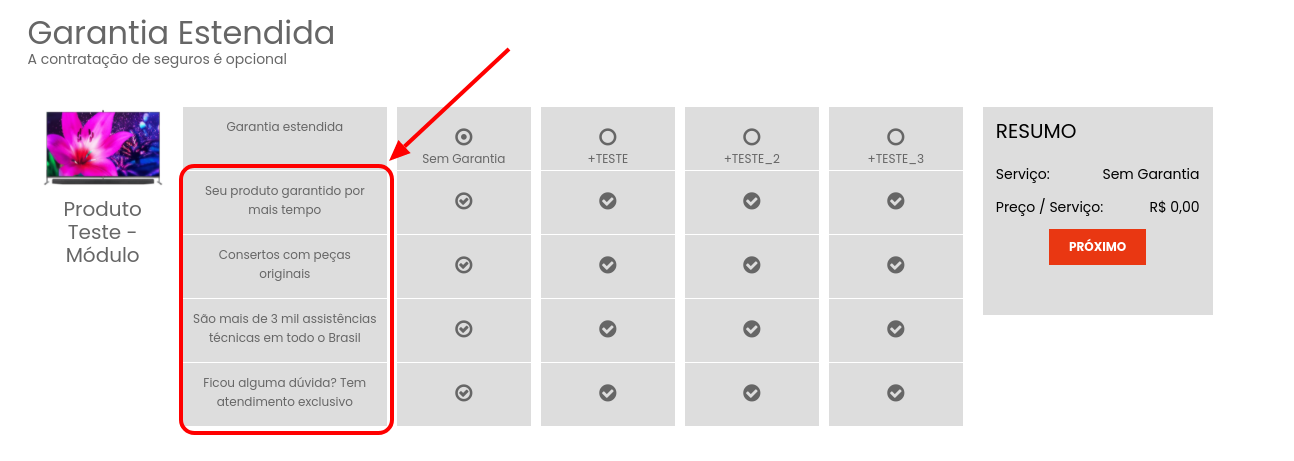 Garantia Estendida
A contratação de seguros é opcional
Produto
Teste -
Módulo
Garantia estendida
Sem Garantia
+TESTE
+TESTE_2
+TESTE_3
Seu produto garantido por
mais tempo
Consertos com peças
originais
São mais de 3 mil assistências
técnicas em todo o Brasil
Ficou alguma dúvida? Tem
atendimento exclusivo
RESUMO
Serviço: Sem Garantia
Preço / Serviço: R$ 0,00
PRÓXIMO